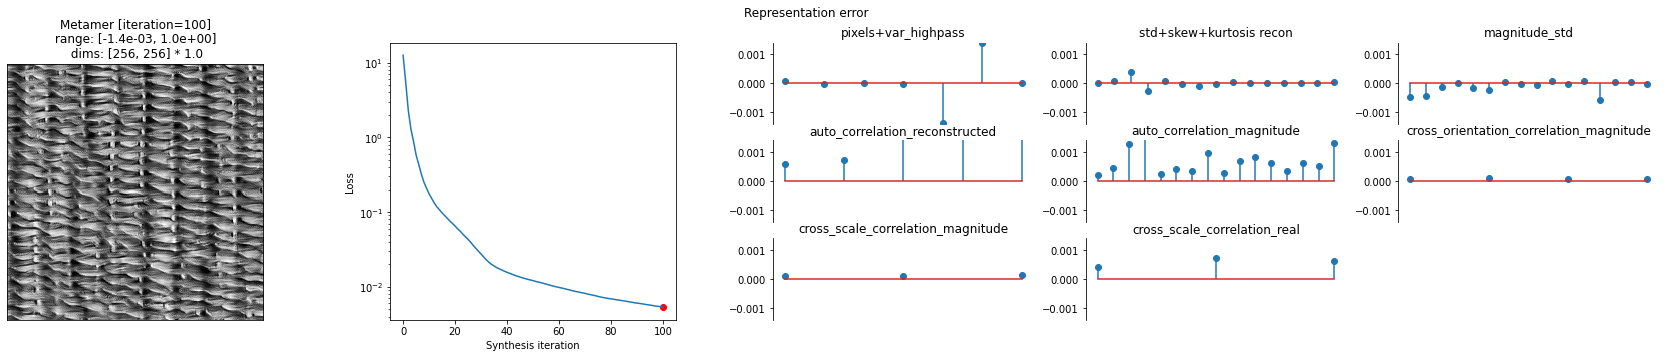 Metamer [iteration=100]
range: [-1.4e-03, 1.0e+00]
dims: [256, 256] * 1.0
10¹
10⁰
10⁻¹
10⁻²
Loss
0 20 40 60 80 100
Synthesis iteration
Representation error
pixels+var_highpass
0.001
0.000
−0.001
std+skew+kurtosis recon
0.001
0.000
−0.001
magnitude_std
0.001
0.000
−0.001
auto_correlation_reconstructed
0.001
0.000
−0.001
auto_correlation_magnitude
0.001
0.000
−0.001
cross_orientation_correlation_magnitude
0.001
0.000
−0.001
cross_scale_correlation_magnitude
0.001
0.000
−0.001
cross_scale_correlation_real
0.001
0.000
−0.001